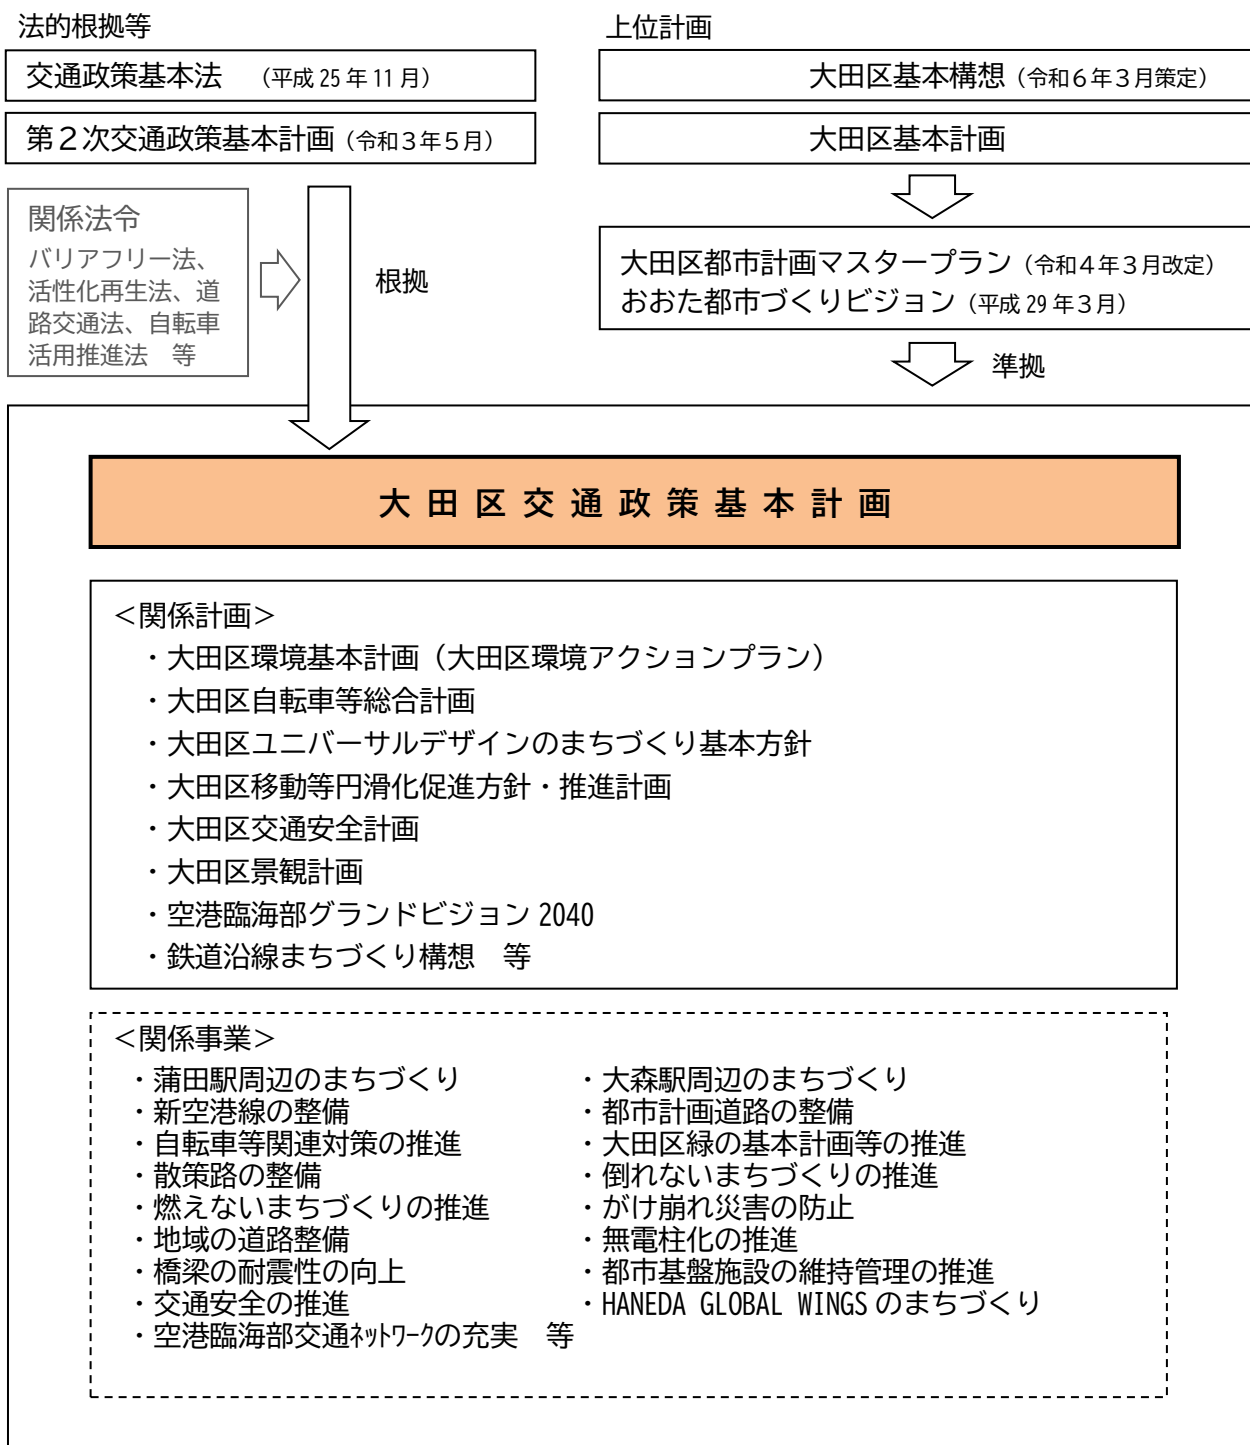 法的根拠等
交通政策基本法　（平成25年11月）
第２次交通政策基本計画（令和３年５月）
関係法令
バリアフリー法、
活性化再生法、道
路交通法、自転車
活用推進法　等
根拠
上位計画
大田区基本構想（令和６年３月策定）
大田区基本計画
大田区都市計画マスタープラン（令和４年３月改定）
おおた都市づくりビジョン（平成29年３月）
準拠
大田区交通政策基本計画
＜関係計画＞
・大田区環境基本計画（大田区環境アクションプラン）
・大田区自転車等総合計画
・大田区ユニバーサルデザインのまちづくり基本方針
・大田区移動等円滑化促進方針・推進計画
・大田区交通安全計画
・大田区景観計画
・空港臨海部グランドビジョン2040
・鉄道沿線まちづくり構想　等
＜関係事業＞
・蒲田駅周辺のまちづくり
・新空港線の整備
・自転車等関連対策の推進
・散策路の整備
・燃えないまちづくりの推進
・地域の道路整備
・橋梁の耐震性の向上
・交通安全の推進
・空港臨海部交通ﾈｯﾄﾜｰｸの充実　等
・大森駅周辺のまちづくり
・都市計画道路の整備
・大田区緑の基本計画等の推進
・倒れないまちづくりの推進
・がけ崩れ災害の防止
・無電柱化の推進
・都市基盤施設の維持管理の推進
・HANEDA GLOBAL WINGSのまちづくり